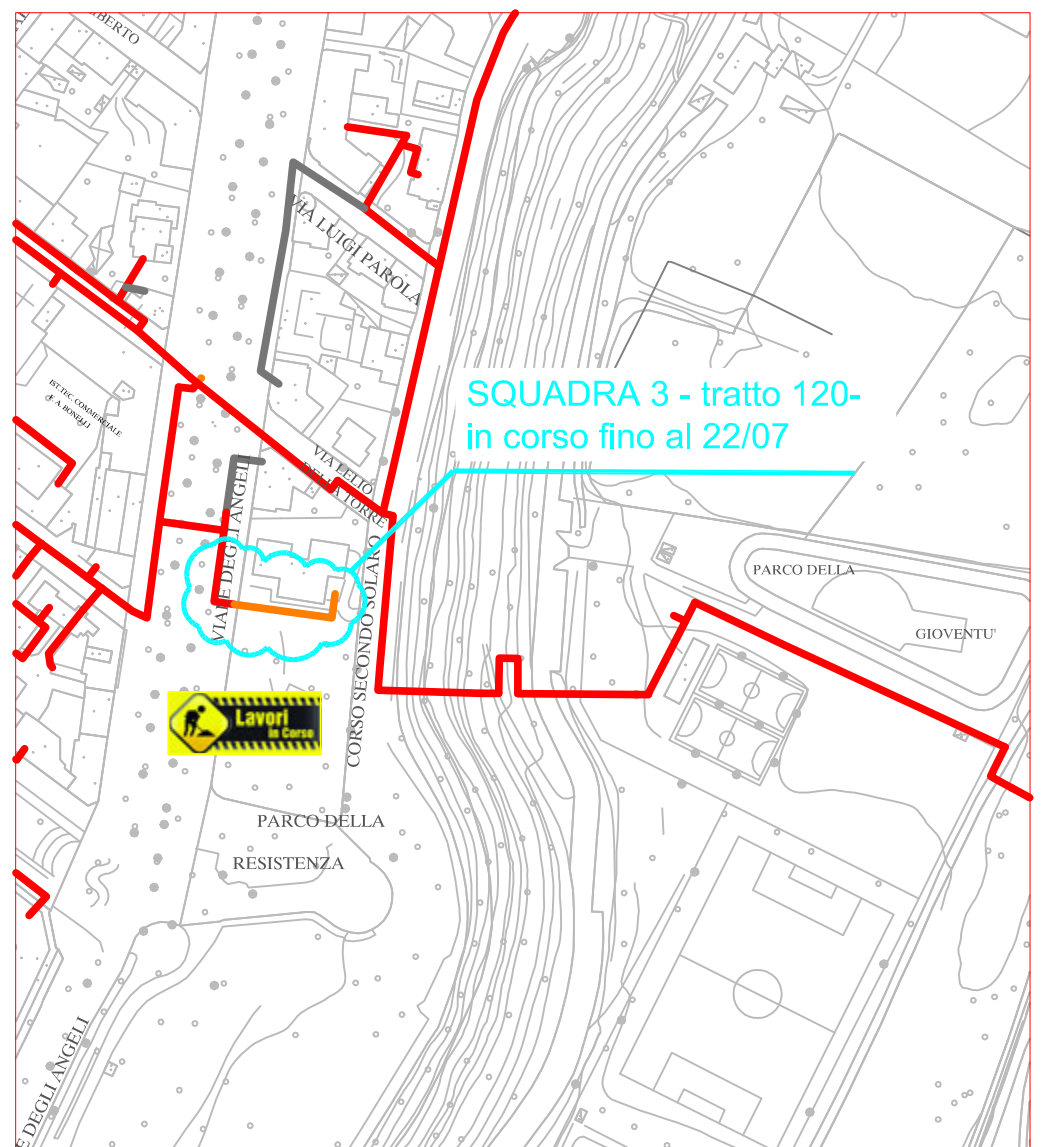 BERTO
VIA LUIGI PAROLA
SQUADRA 3 - tratto 120-
in corso fino al 22/07
IST. TEC. COMMERCIALE
F. A. BONELLI
VIA LELIO
DELLA TORRE
VIALE DEGLI ANGELI
CORSO SECONDO SOLARO
PARCO DELLA
GIOVENTU'
Lavori
in Corso
PARCO DELLA
RESISTENZA
E DEGLI ANGELI